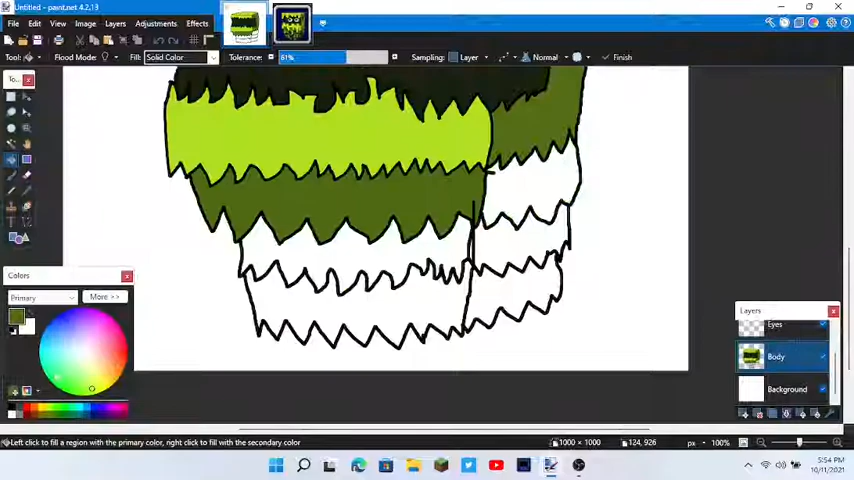 Untitled - paint.net 4.2.13
File Edit View Image Layers Adjustments Effects
Tool: Flood Mode: Fill: Solid Color Tolerance: 61% Sampling: Layer Normal Finish
To...
Colors
Primary More >>
Layers
Eyes
Body
Background
Left click to fill a region with the primary color, right click to fill with the secondary color
1000 × 1000 124, 926 px 100%
5:54 PM
10/11/2021